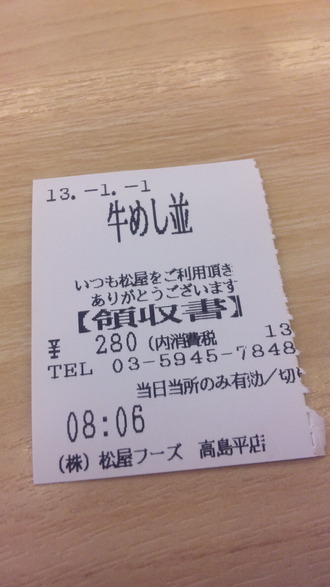 13.-1.-1
牛めし並
いつも松屋をご利用頂き
ありがとうございます
【領収書】
¥ 280 (内消費税 13
TEL 03-5945-7848
当日当所のみ有効/切
08:06
(株) 松屋フーズ 高島平店